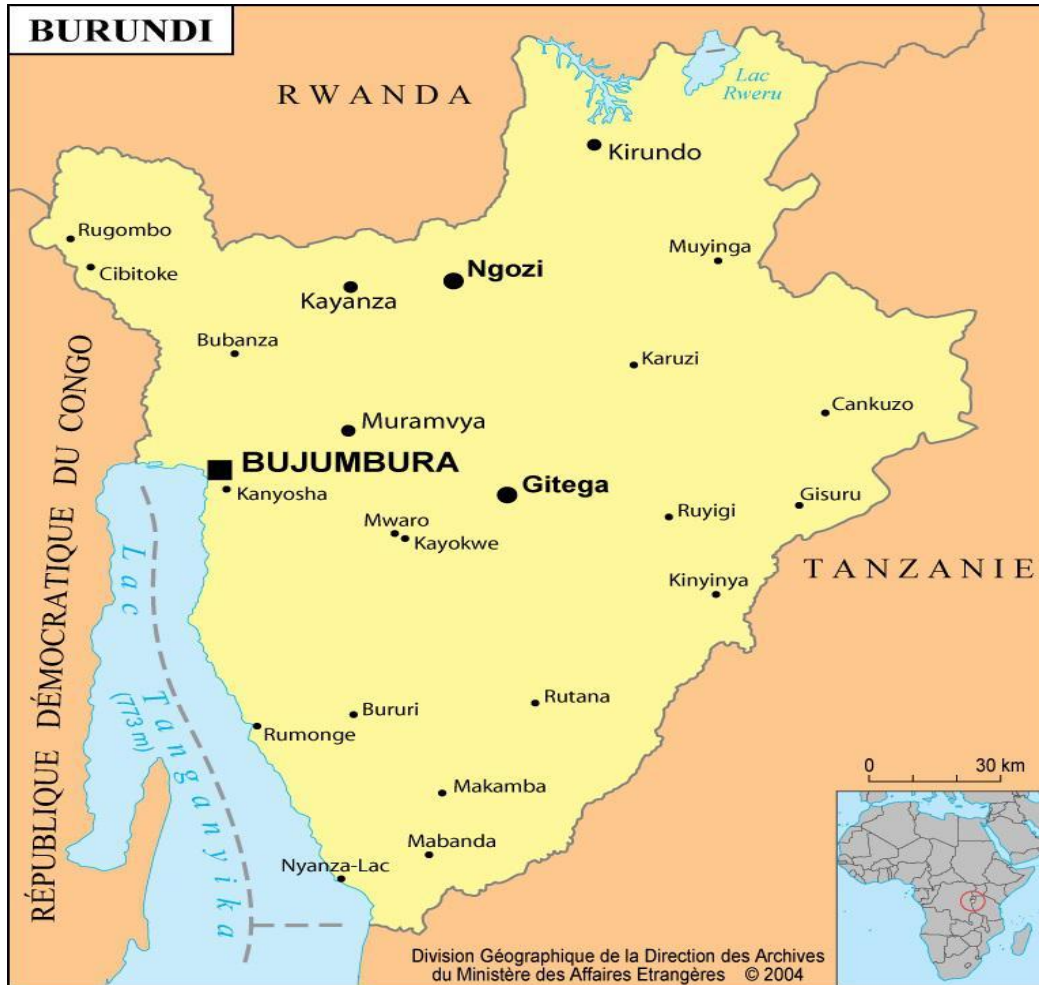 BURUNDI
RWANDA
Lac
Rweru
Kirundo
Rugombo
Muyinga
Cibitoke
Ngozi
Kayanza
Bubanza
Karuzi
Cankuzo
Muramvya
BUJUMBURA
Kanyosha
Gitega
Gisuru
Ruyigi
Mwaro
Kayokwe
TANZANIE
Kinyinya
RÉPUBLIQUE DÉMOCRATIQUE DU CONGO
Lac Tanganyika
(773 m)
Rutana
Bururi
Rumonge
0 30 km
Makamba
Mabanda
Nyanza-Lac
Division Géographique de la Direction des Archives
du Ministère des Affaires Etrangères © 2004